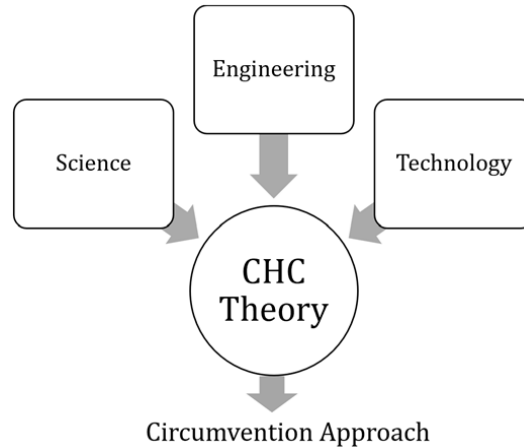 Engineering
Science
Technology
CHC
Theory
Circumvention Approach